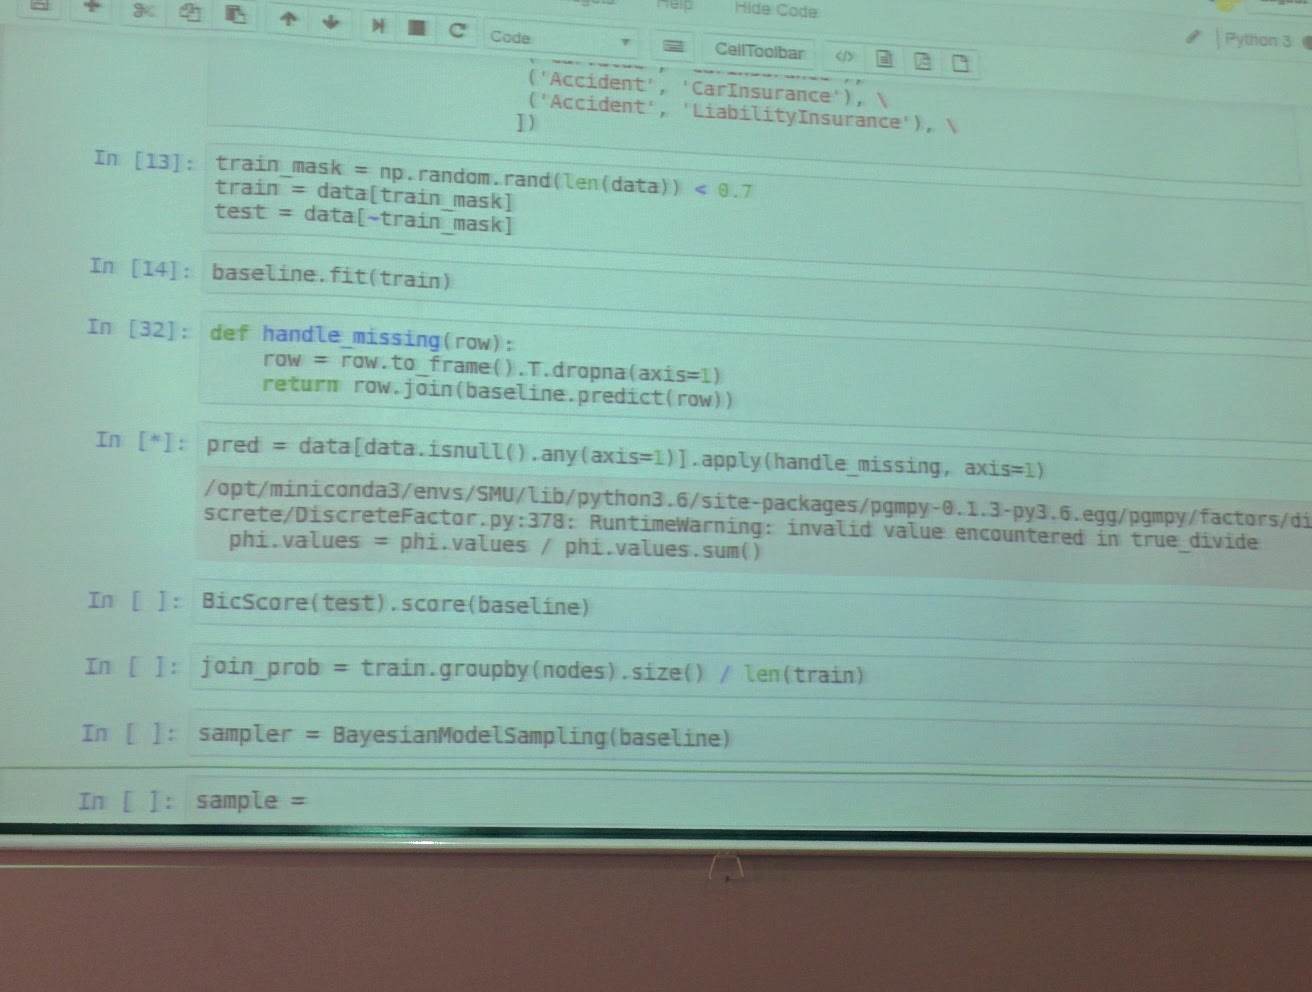 Help Hide Code
Code CellToolbar Python 3
('Accident', 'CarInsurance'), \
('Accident', 'LiabilityInsurance'), \
])
In [13]: train_mask = np.random.rand(len(data)) < 0.7
train = data[train_mask]
test = data[~train_mask]
In [14]: baseline.fit(train)
In [32]: def handle_missing(row):
row = row.to_frame().T.dropna(axis=1)
return row.join(baseline.predict(row))
In [*]: pred = data[data.isnull().any(axis=1)].apply(handle_missing, axis=1)
/opt/miniconda3/envs/SMU/lib/python3.6/site-packages/pgmpy-0.1.3-py3.6.egg/pgmpy/factors/di
screte/DiscreteFactor.py:378: RuntimeWarning: invalid value encountered in true_divide
phi.values = phi.values / phi.values.sum()
In [ ]: BicScore(test).score(baseline)
In [ ]: join_prob = train.groupby(nodes).size() / len(train)
In [ ]: sampler = BayesianModelSampling(baseline)
In [ ]: sample =